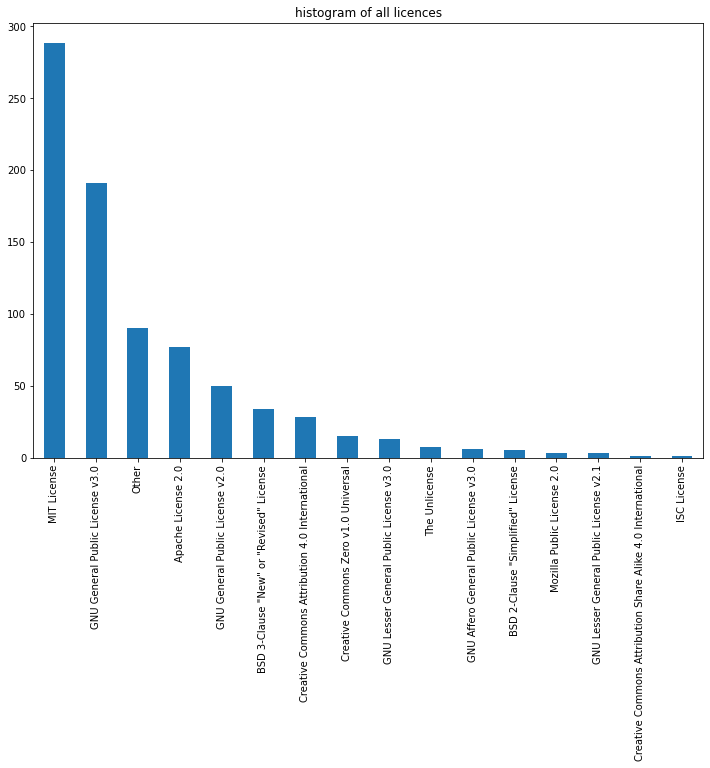 histogram of all licences
300
250
200
150
100
50
0
MIT License
GNU General Public License v3.0
Other
Apache License 2.0
GNU General Public License v2.0
BSD 3-Clause "New" or "Revised" License
Creative Commons Attribution 4.0 International
Creative Commons Zero v1.0 Universal
GNU Lesser General Public License v3.0
The Unlicense
GNU Affero General Public License v3.0
BSD 2-Clause "Simplified" License
Mozilla Public License 2.0
GNU Lesser General Public License v2.1
Creative Commons Attribution Share Alike 4.0 International
ISC License